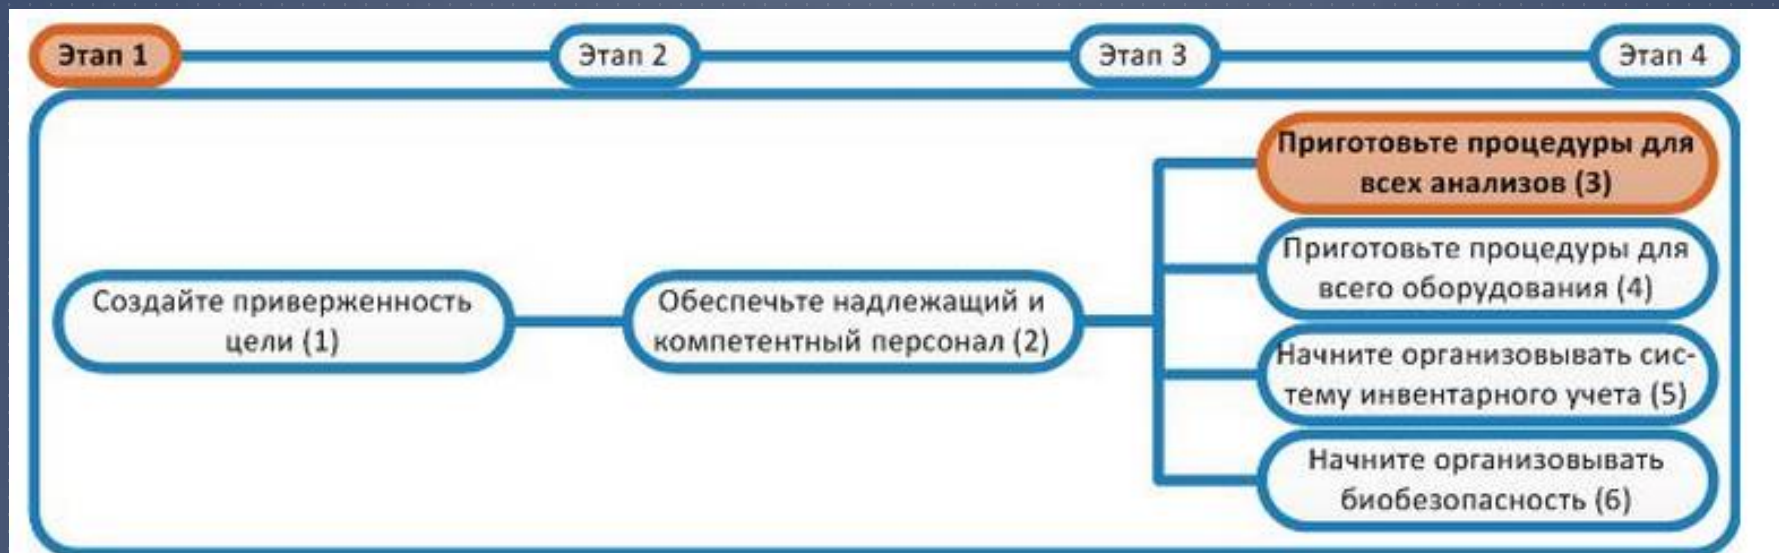 Этап 1
Этап 2
Этап 3
Этап 4
Создайте приверженность
цели (1)
Обеспечьте надлежащий и
компетентный персонал (2)
Приготовьте процедуры для
всех анализов (3)
Приготовьте процедуры для
всего оборудования (4)
Начните организовывать сис-
тему инвентарного учета (5)
Начните организовывать
биобезопасность (6)